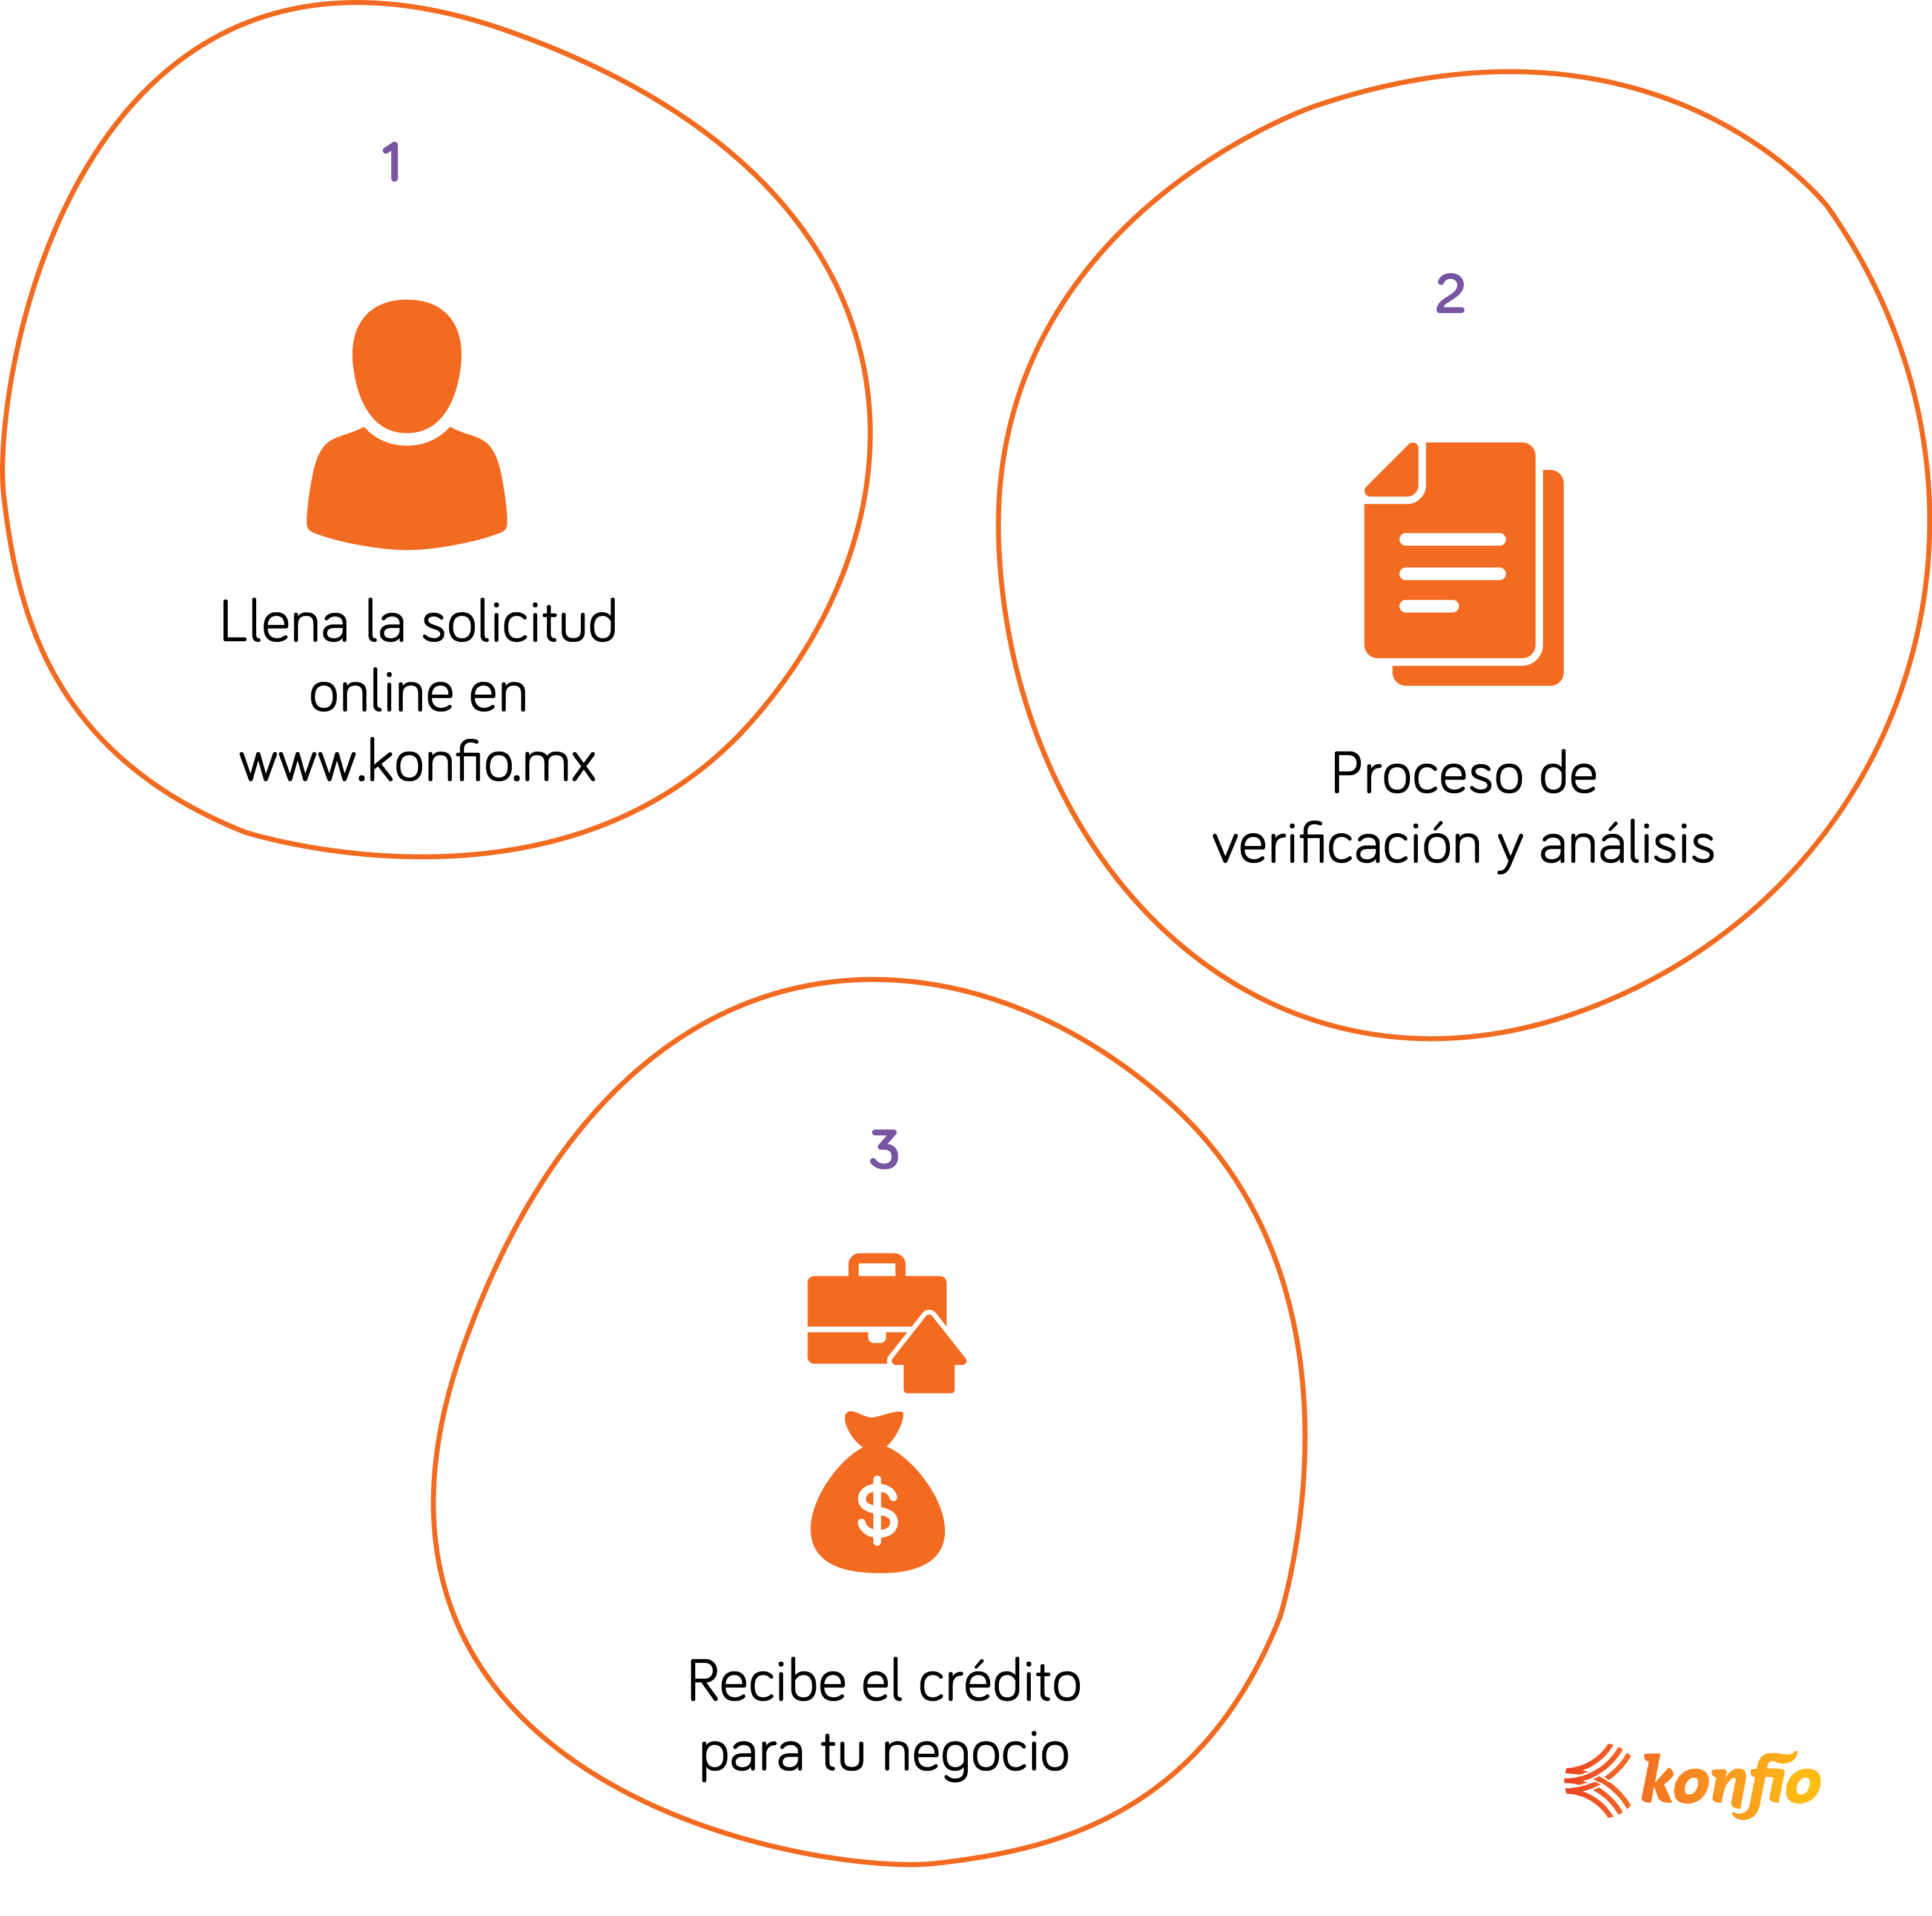 1
Llena la solicitud
online en
www.konfio.mx
2
Proceso de
verificación y análisis
3
$
Recibe el crédito
para tu negocio
konfío